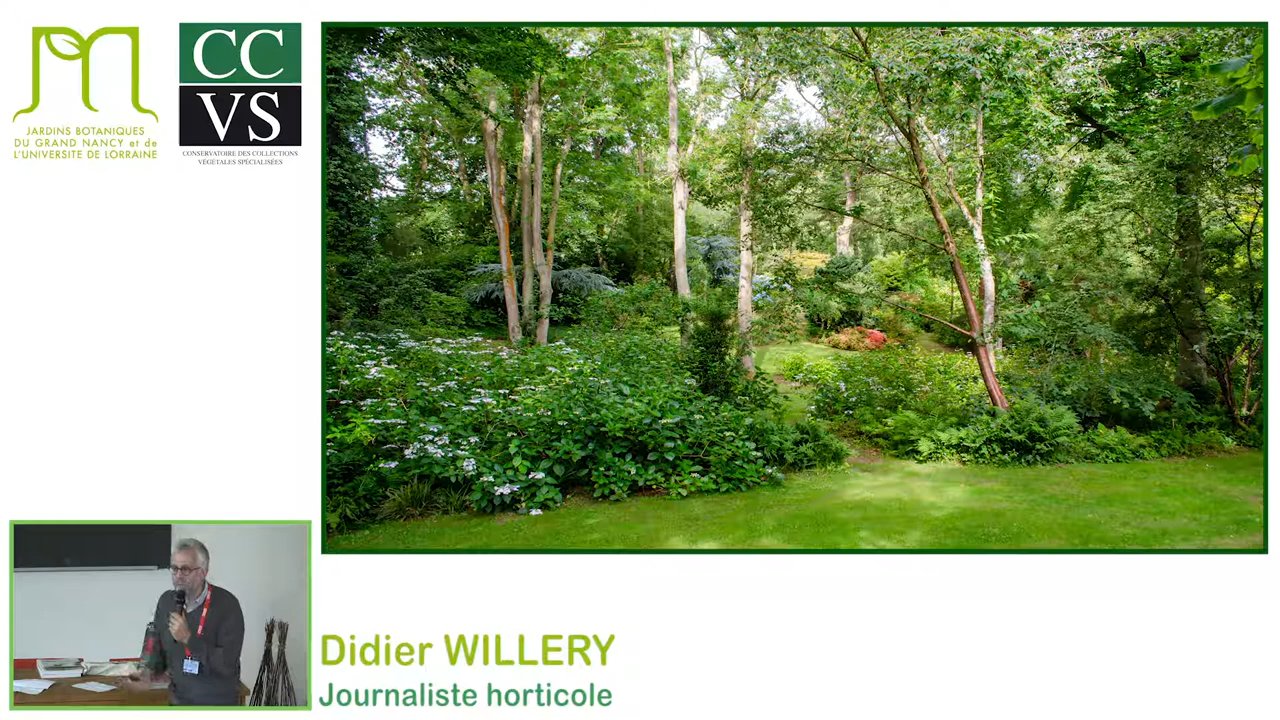 JARDINS BOTANIQUES
DU GRAND NANCY et de
L'UNIVERSITE DE LORRAINE
CC
VS
CONSERVATOIRE DES COLLECTIONS
VÉGÉTALES SPÉCIALISÉES
Didier WILLERY
Journaliste horticole